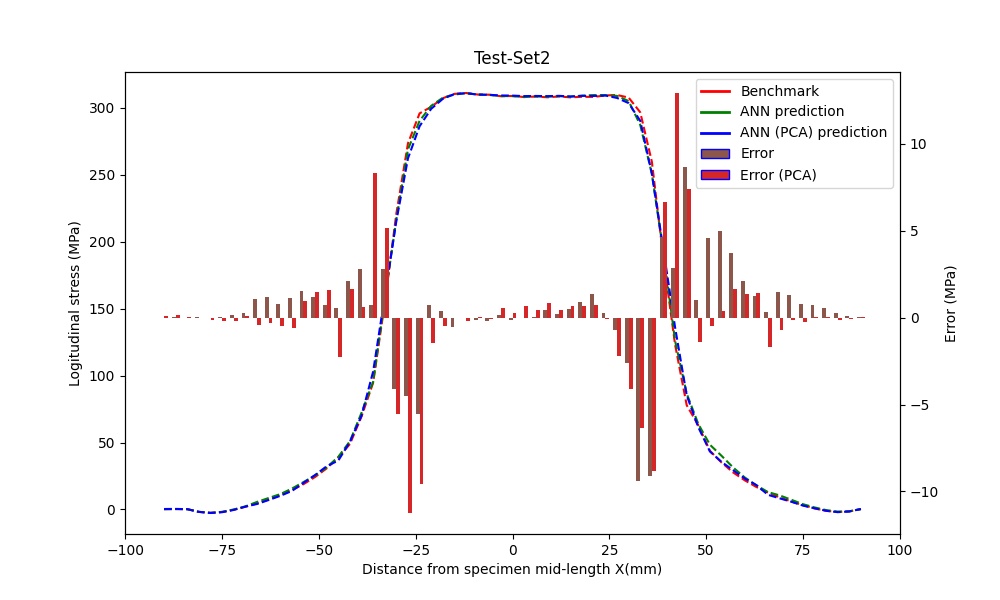 Test-Set2
Benchmark
ANN prediction
ANN (PCA) prediction
Error
Error (PCA)
Logitudinal stress (MPa)
300
250
200
150
100
50
0
10
5
0
−5
−10
Error (MPa)
−100 −75 −50 −25 0 25 50 75 100
Distance from specimen mid-length X(mm)